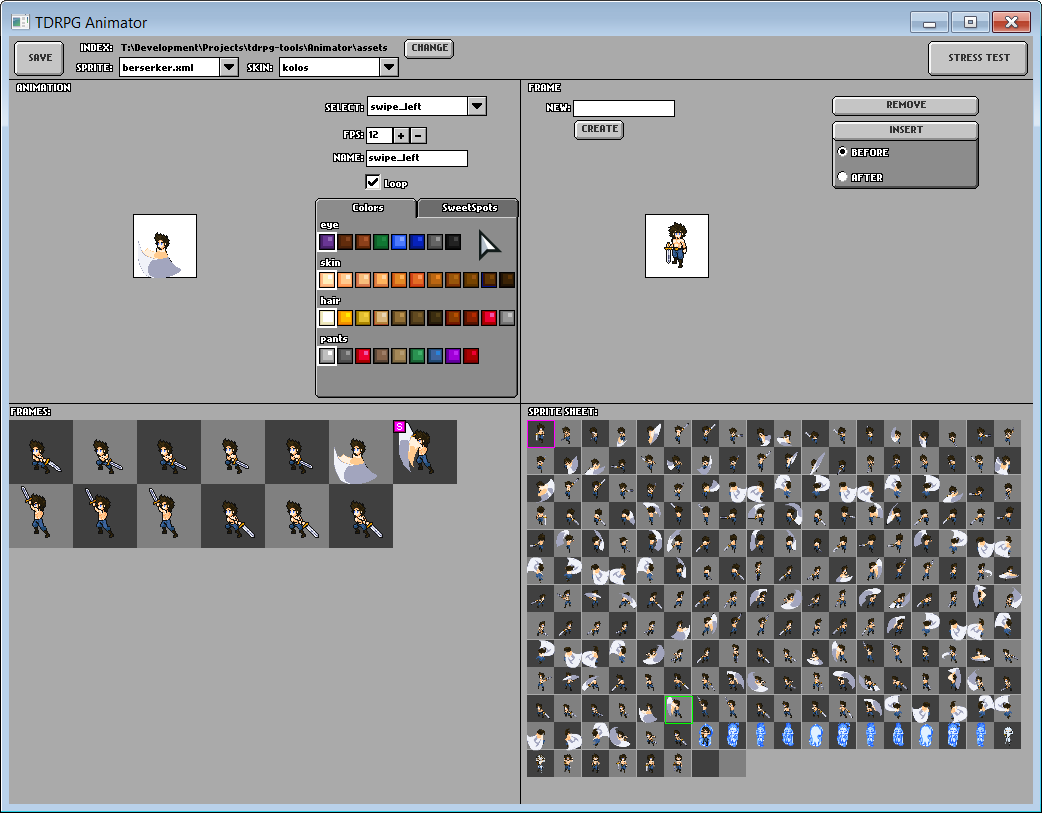 TDRPG Animator
SAVE
INDEX: T:\Development\Projects\tdrpg-tools\Animator\assets
CHANGE
SPRITE: berserker.xml
SKIN: kolos
STRESS TEST
ANIMATION
SELECT: swipe_left
FPS: 12 + -
NAME: swipe_left
Loop
Colors
SweetSpots
eye
skin
hair
pants
FRAME
NEW:
CREATE
REMOVE
INSERT
BEFORE
AFTER
FRAMES:
S
SPRITE SHEET: